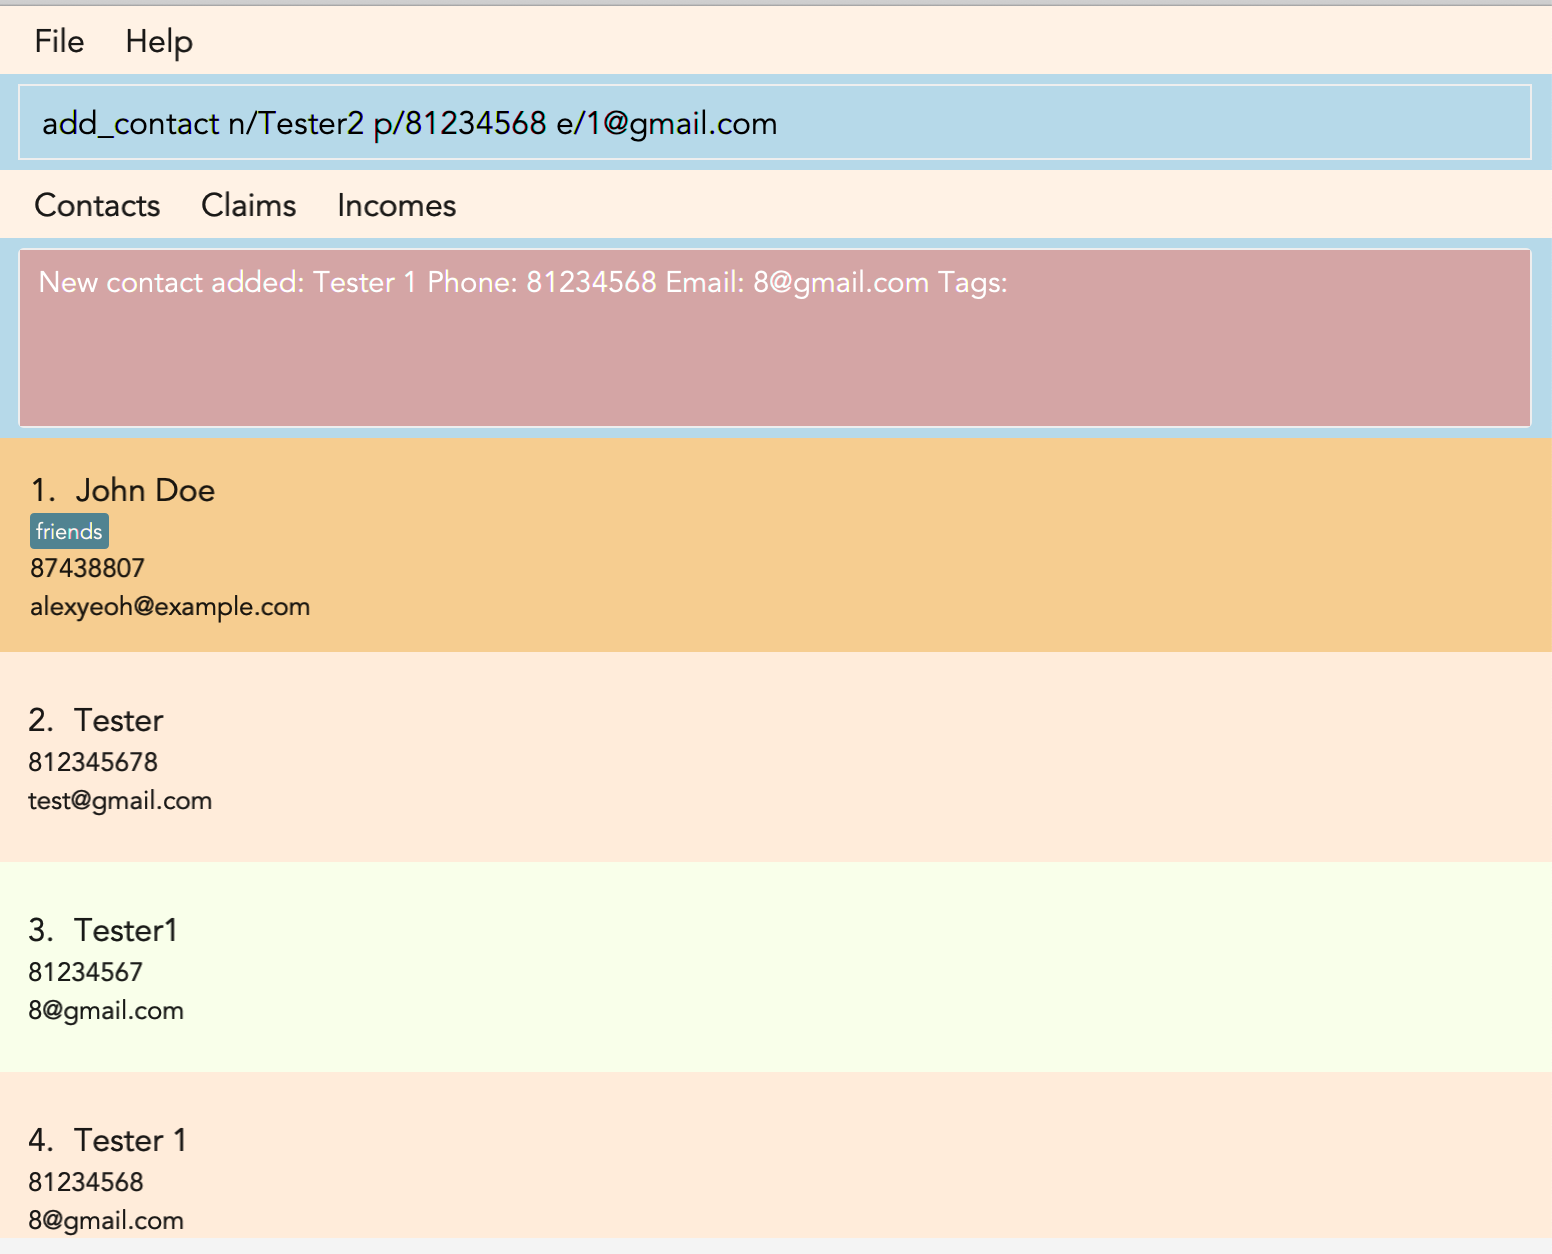 File Help
add_contact n/Tester2 p/81234568 e/1@gmail.com
Contacts Claims Incomes
New contact added: Tester 1 Phone: 81234568 Email: 8@gmail.com Tags:
1. John Doe
friends
87438807
alexyeoh@example.com
2. Tester
812345678
test@gmail.com
3. Tester1
81234567
8@gmail.com
4. Tester 1
81234568
8@gmail.com